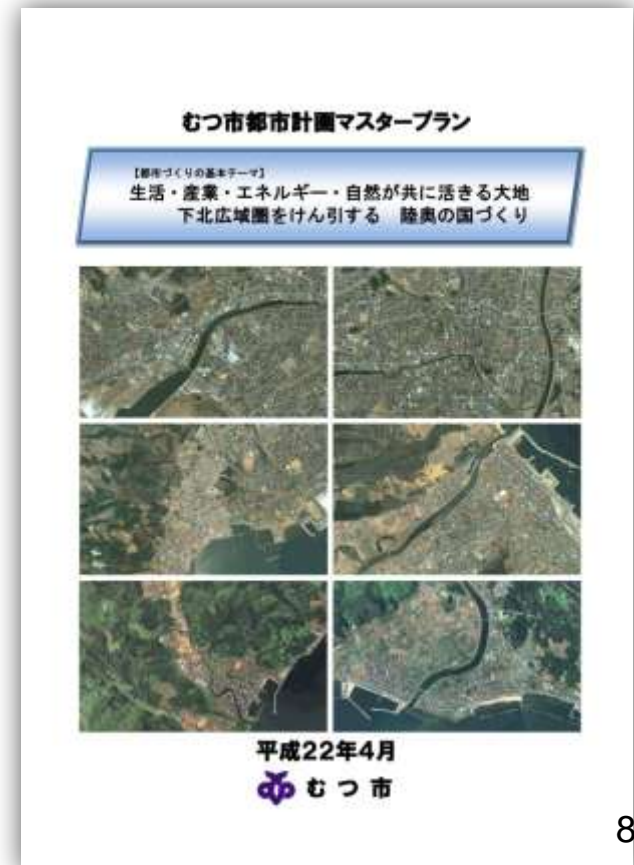 むつ市都市計画マスタープラン
【都市づくりの基本テーマ】
生活・産業・エネルギー・自然が共に活きる大地
下北広域圏をけん引する　陸奥の国づくり
平成22年4月
むつ市
8